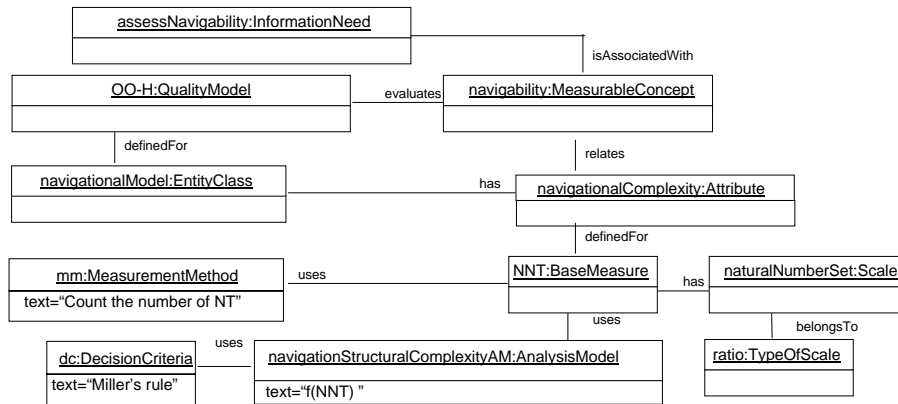 assessNavigability:InformationNeed
isAssociatedWith
OO-H:QualityModel
evaluates
navigability:MeasurableConcept
definedFor
relates
navigationalModel:EntityClass
has
navigationalComplexity:Attribute
definedFor
mm:MeasurementMethod
uses
NNT:BaseMeasure
has
naturalNumberSet:Scale
text=“Count the number of NT”
uses
belongsTo
dc:DecisionCriteria
uses
navigationStructuralComplexityAM:AnalysisModel
ratio:TypeOfScale
text=“Miller’s rule”
text=“f(NNT) ”